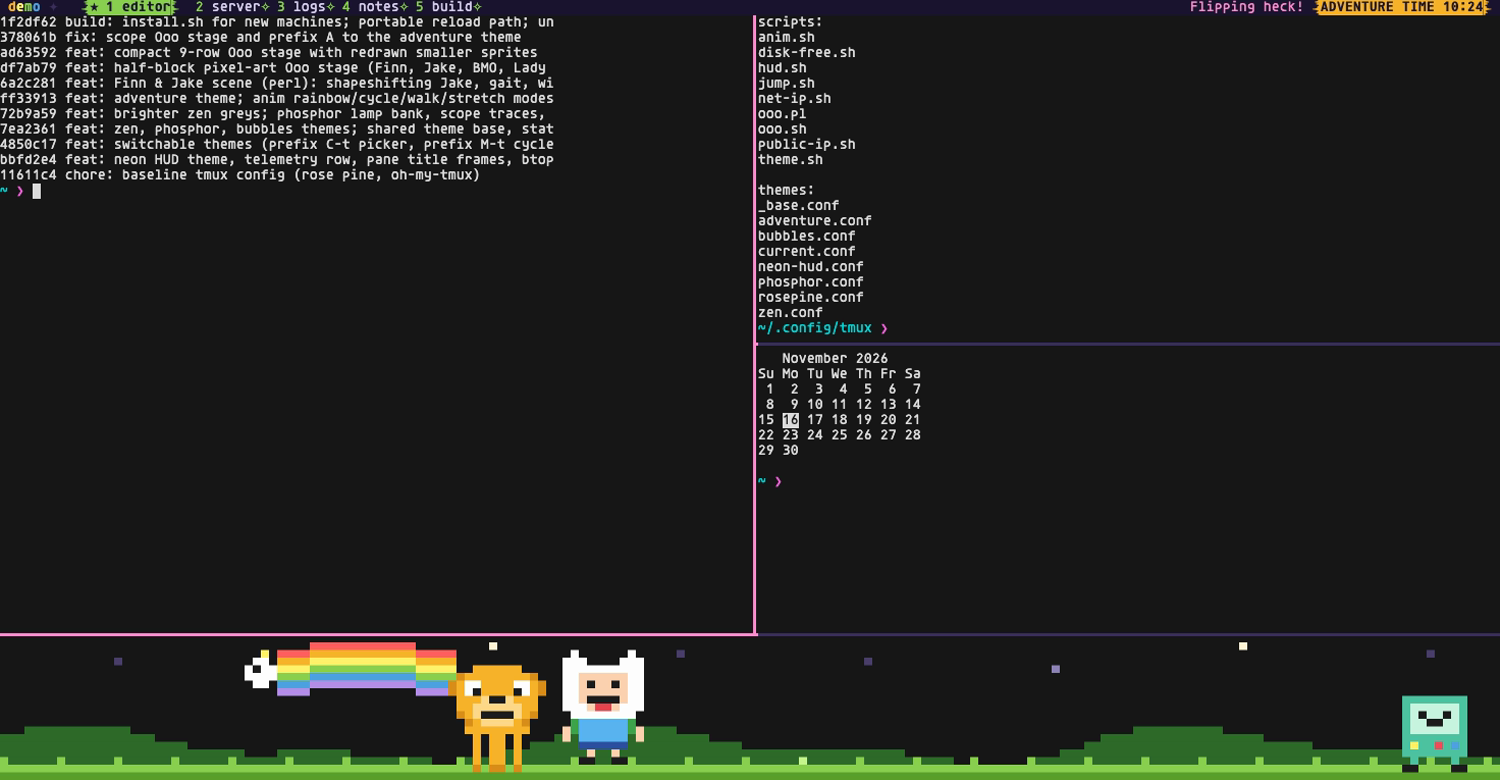 demo ✦ ★ 1 editor 2 server✧ 3 logs✧ 4 notes✧ 5 build✧ Flipping heck! ADVENTURE TIME 10:24
1f2df62 build: install.sh for new machines; portable reload path; un
378061b fix: scope Ooo stage and prefix A to the adventure theme
ad63592 feat: compact 9-row Ooo stage with redrawn smaller sprites
df7ab79 feat: half-block pixel-art Ooo stage (Finn, Jake, BMO, Lady
6a2c281 feat: Finn & Jake scene (perl): shapeshifting Jake, gait, wi
ff33913 feat: adventure theme; anim rainbow/cycle/walk/stretch modes
72b9a59 feat: brighter zen greys; phosphor lamp bank, scope traces,
7ea2361 feat: zen, phosphor, bubbles themes; shared theme base, stat
4850c17 feat: switchable themes (prefix C-t picker, prefix M-t cycle
bbfd2e4 feat: neon HUD theme, telemetry row, pane title frames, btop
11611c4 chore: baseline tmux config (rose pine, oh-my-tmux)
~ ❯
scripts:
anim.sh
disk-free.sh
hud.sh
jump.sh
net-ip.sh
ooo.pl
ooo.sh
public-ip.sh
theme.sh
themes:
_base.conf
adventure.conf
bubbles.conf
current.conf
neon-hud.conf
phosphor.conf
rosepine.conf
zen.conf
~/.config/tmux ❯
November 2026
Su Mo Tu We Th Fr Sa
1 2 3 4 5 6 7
8 9 10 11 12 13 14
15 16 17 18 19 20 21
22 23 24 25 26 27 28
29 30
~ ❯